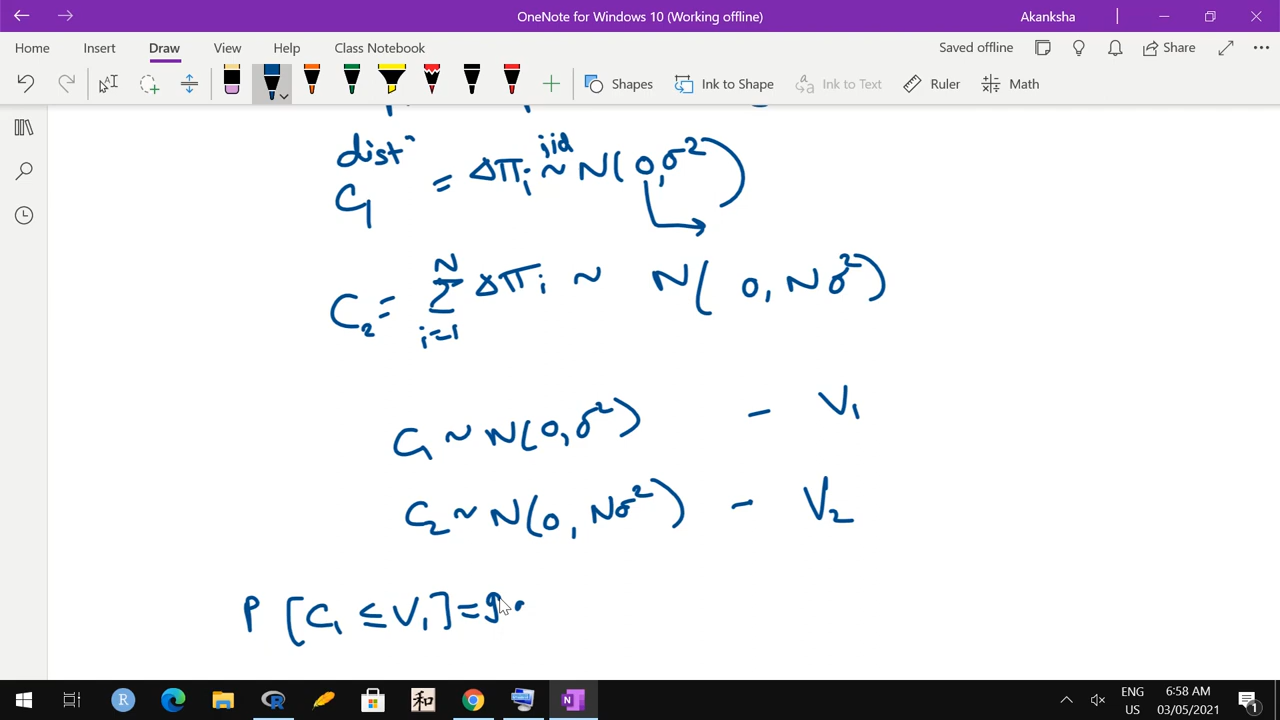 OneNote for Windows 10 (Working offline)
Akanksha
Home Insert Draw View Help Class Notebook
Saved offline Share
Shapes Ink to Shape Ink to Text Ruler Math
distⁿ
C₁ = Δπᵢ iid ~ N(0, σ²)
C₂ = Σ Δπᵢ ~ N(0, Nσ²)
N
i=1
C₁ ~ N(0, σ²) - V₁
C₂ ~ N(0, Nσ²) - V₂
P [C₁ ≤ V₁] =
ENG
US
6:58 AM
03/05/2021
1